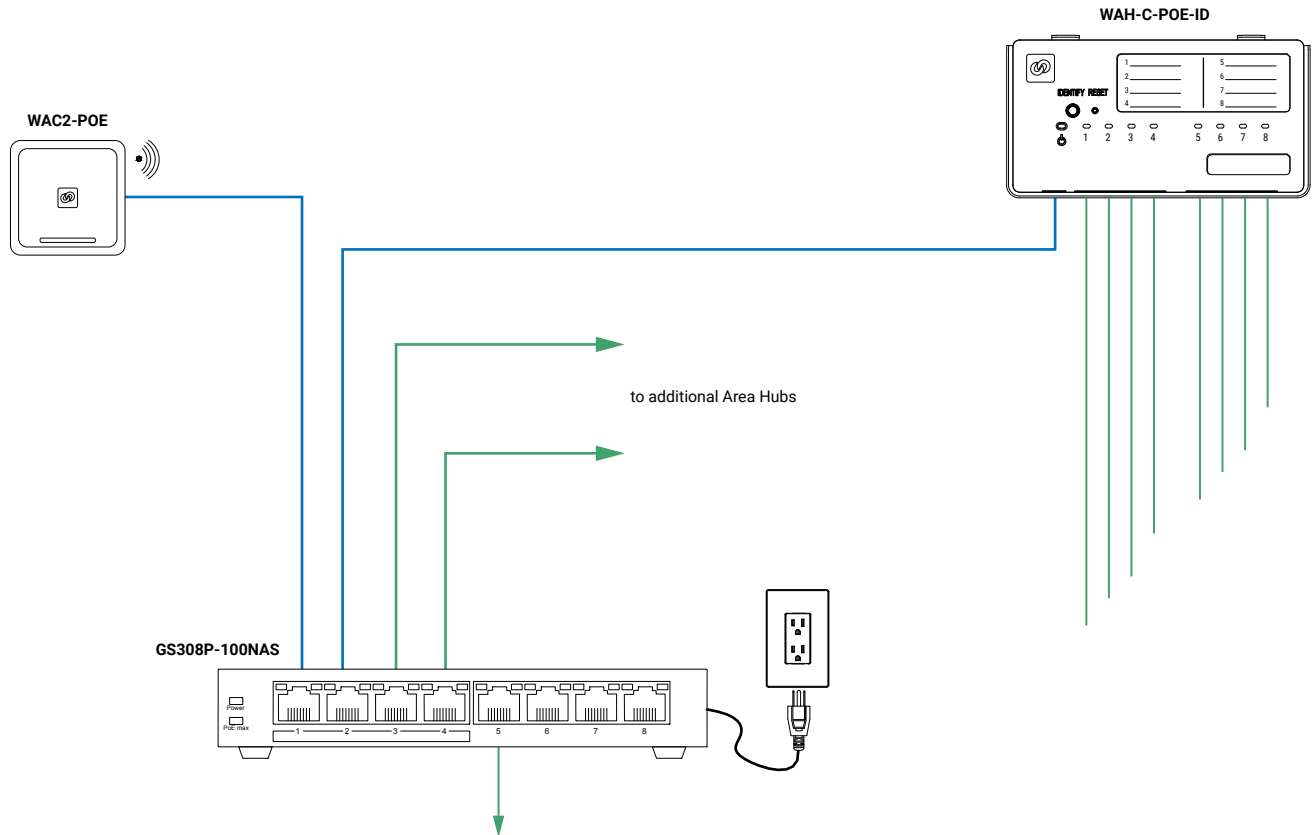 WAH-C-POE-ID
1 5
2 6
3 7
4 8
IDENTIFY RESET
1 2 3 4 5 6 7 8
WAC2-POE
to additional Area Hubs
GS308P-100NAS
Power
PoE max
1 2 3 4 5 6 7 8